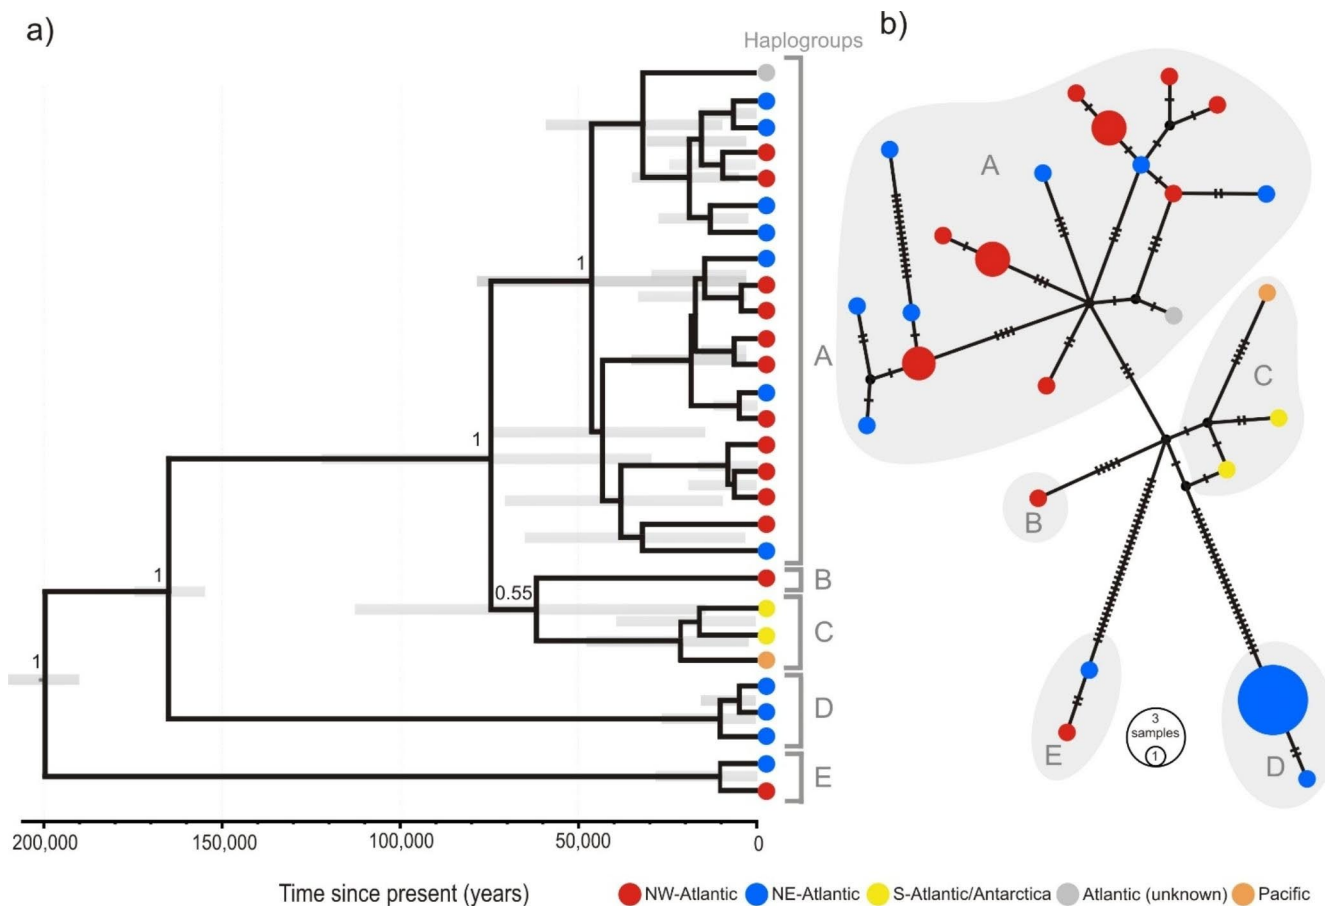 a)
b)
Haplogroups
A
A
1
1
C
1
0.55
B
B
C
1
D
E
3
samples
1
E
D
200,000 150,000 100,000 50,000 0
Time since present (years)
NW-Atlantic NE-Atlantic S-Atlantic/Antarctica Atlantic (unknown) Pacific